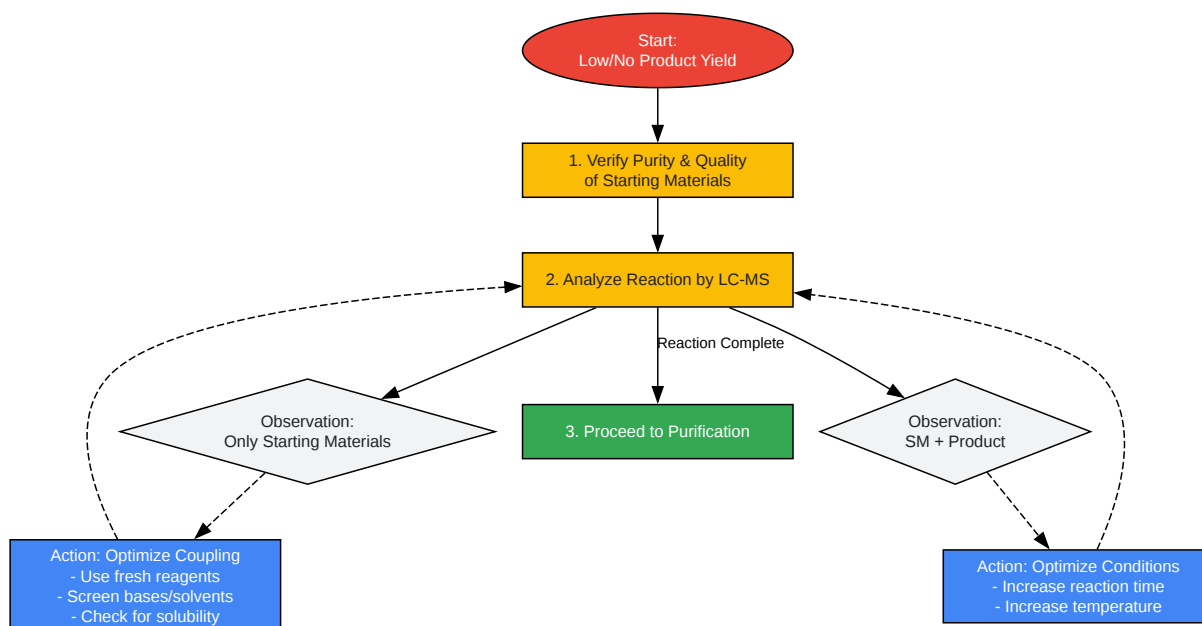 Start:
Low/No Product Yield
1. Verify Purity & Quality
of Starting Materials
2. Analyze Reaction by LC-MS
Reaction Complete
Observation:
Only Starting Materials
3. Proceed to Purification
Observation:
SM + Product
Action: Optimize Coupling
- Use fresh reagents
- Screen bases/solvents
- Check for solubility
Action: Optimize Conditions
- Increase reaction time
- Increase temperature